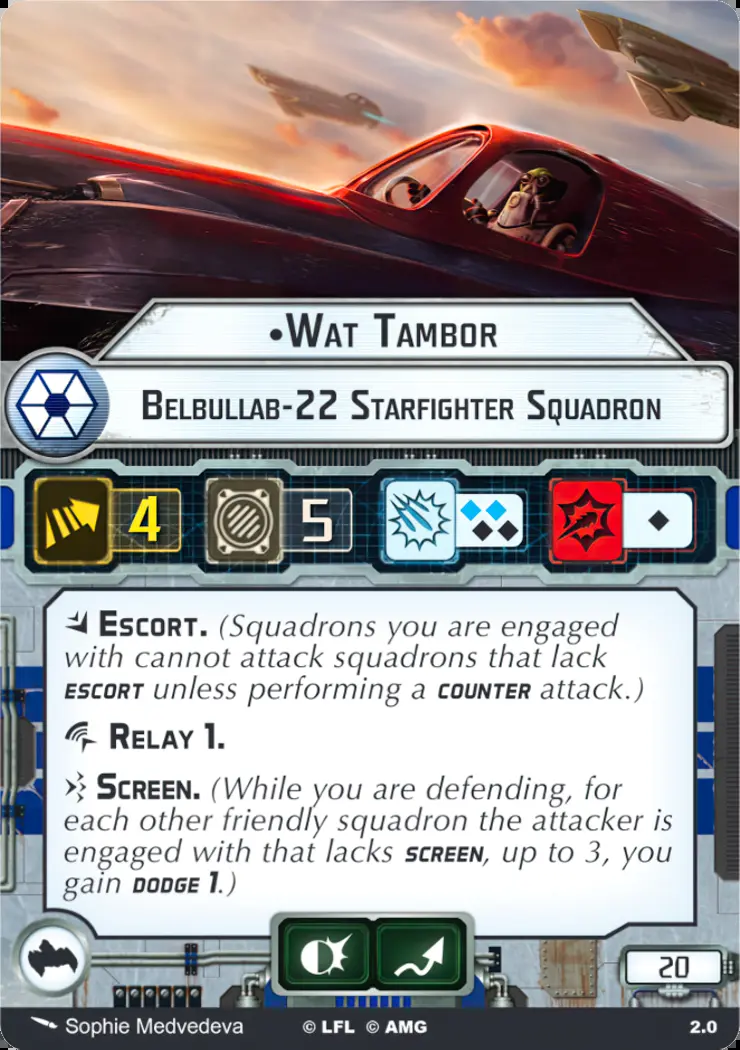 •Wat Tambor
Belbullab-22 Starfighter Squadron
4 5
Escort. (Squadrons you are engaged
with cannot attack squadrons that lack
escort unless performing a counter attack.)
Relay 1.
Screen. (While you are defending, for
each other friendly squadron the attacker is
engaged with that lacks screen, up to 3, you
gain dodge 1.)
20
Sophie Medvedeva © LFL © AMG 2.0